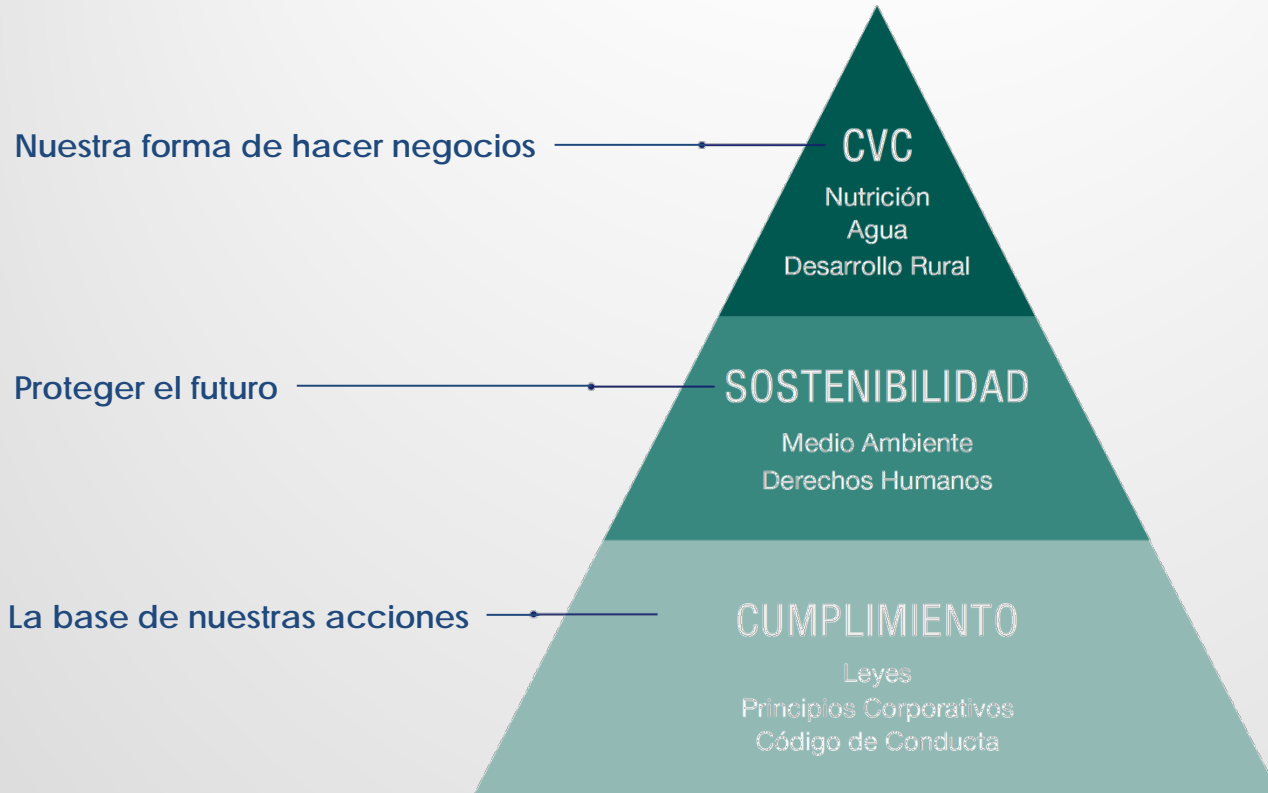 Nuestra forma de hacer negocios
CVC
Nutrición
Agua
Desarrollo Rural
Proteger el futuro
SOSTENIBILIDAD
Medio Ambiente
Derechos Humanos
La base de nuestras acciones
CUMPLIMIENTO
Leyes
Principios Corporativos
Código de Conducta